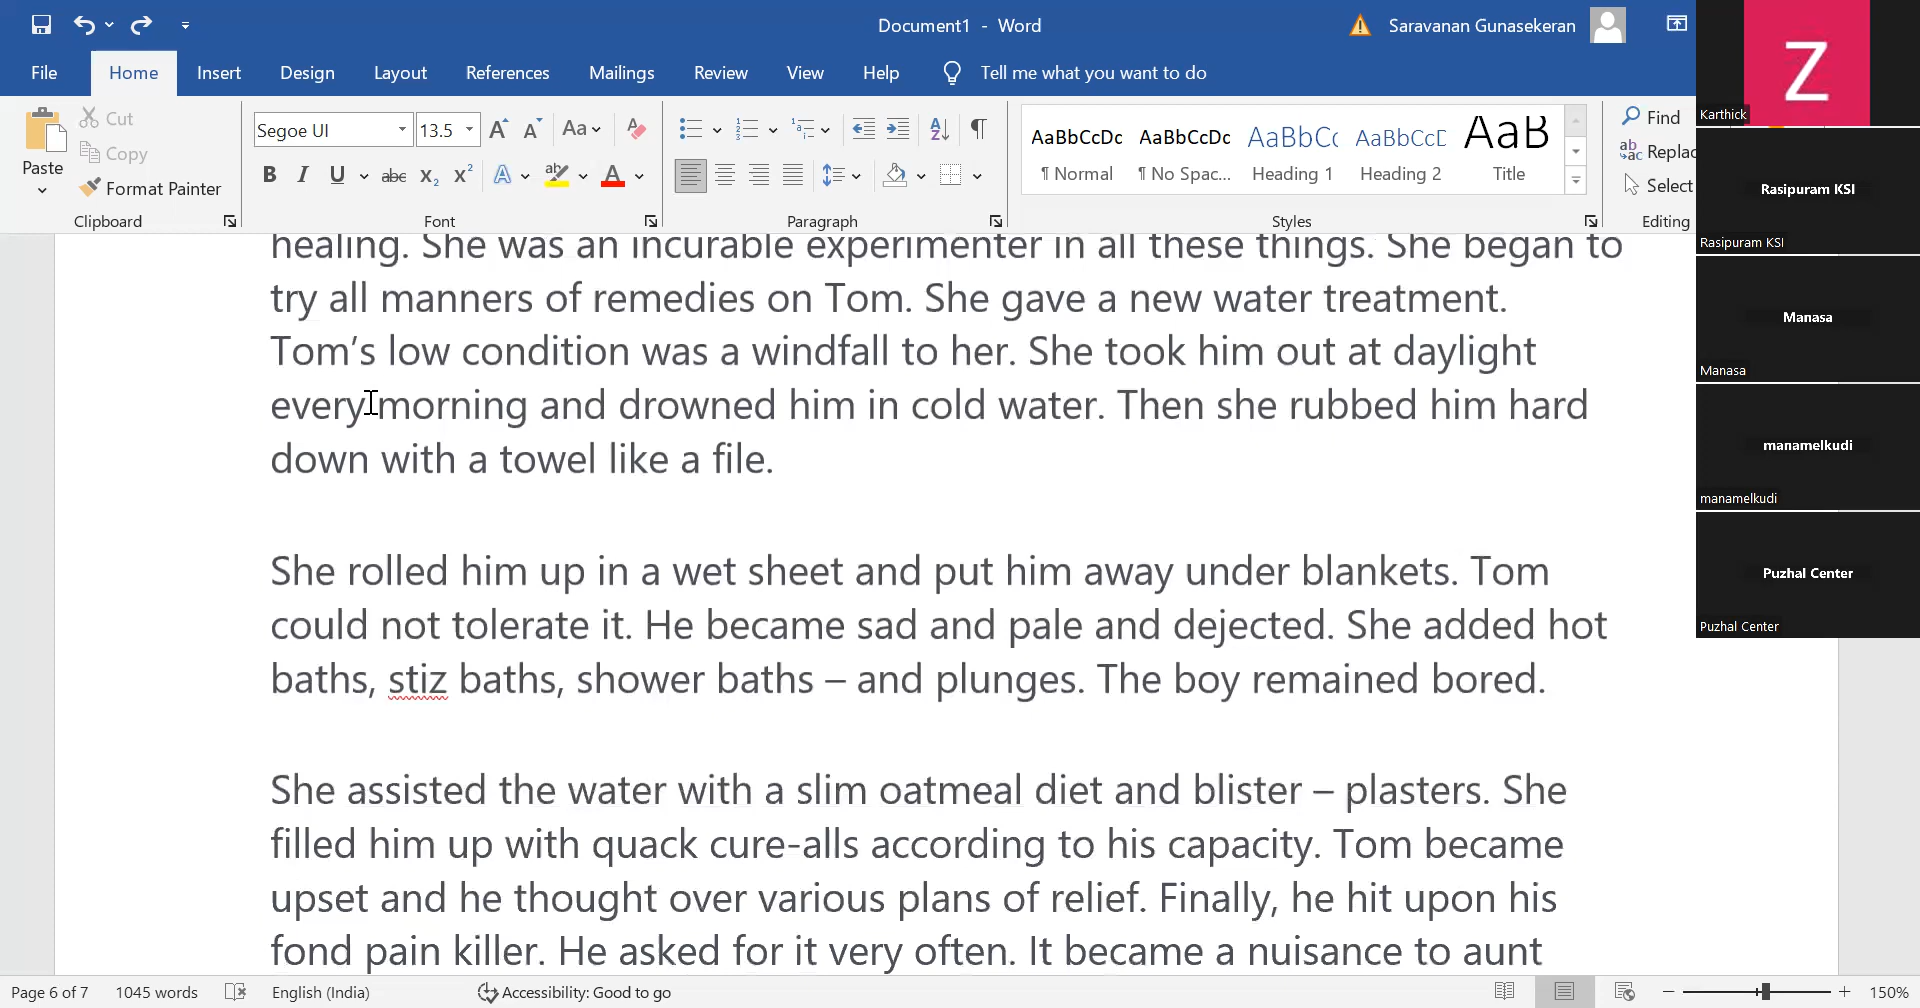 Document1 - Word
Saravanan Gunasekeran
File Home Insert Design Layout References Mailings Review View Help Tell me what you want to do
Paste
Cut
Copy
Format Painter
Clipboard
Segoe UI 13.5
Font
Paragraph
AaBbCcDc AaBbCcDc AaBbCc AaBbCcD AaB
¶ Normal ¶ No Spac... Heading 1 Heading 2 Title
Styles
Find
Replac
Select
Editing
Z
Karthick
Rasipuram KSI
Rasipuram KSI
Manasa
Manasa
manamelkudi
manamelkudi
Puzhal Center
Puzhal Center
healing. She was an incurable experimenter in all these things. She began to
try all manners of remedies on Tom. She gave a new water treatment.
Tom’s low condition was a windfall to her. She took him out at daylight
every morning and drowned him in cold water. Then she rubbed him hard
down with a towel like a file.
She rolled him up in a wet sheet and put him away under blankets. Tom
could not tolerate it. He became sad and pale and dejected. She added hot
baths, stiz baths, shower baths – and plunges. The boy remained bored.
She assisted the water with a slim oatmeal diet and blister – plasters. She
filled him up with quack cure-alls according to his capacity. Tom became
upset and he thought over various plans of relief. Finally, he hit upon his
fond pain killer. He asked for it very often. It became a nuisance to aunt
Page 6 of 7 1045 words English (India) Accessibility: Good to go 150%